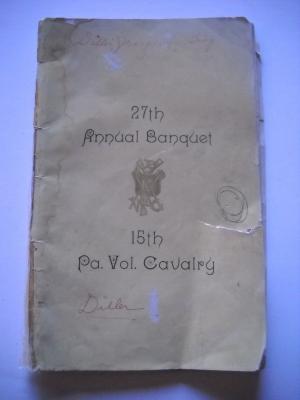 27th
Annual Banquet
15th
Pa. Vol. Cavalry
Diller